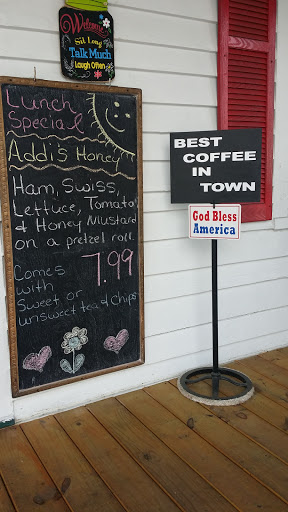 Welcome
Sit Long
Talk Much
Laugh Often
Lunch
Special
Addi's Honey
Ham, Swiss,
Lettuce, Tomato
& Honey Mustard
on a pretzel roll.
Comes 7.99
with
Sweet or
unsweet tea & Chips
BEST
COFFEE
IN
TOWN
God Bless
America